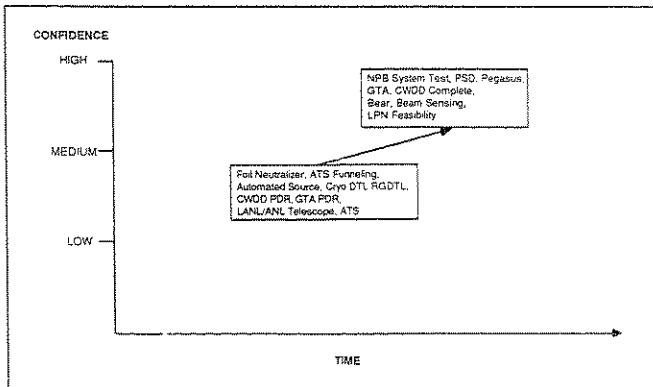 CONFIDENCE
HIGH
NPB System Test, PSD, Pegasus,
GTA, CWDD Complete,
Bear, Beam Sensing,
LPN Feasibility
MEDIUM
Foil Neutralizer, ATS Funneling,
Automated Source, Cryo DTL RGDTL,
CWDD PDR, GTA PDR,
LANL/ANL Telescope, ATS
LOW
TIME